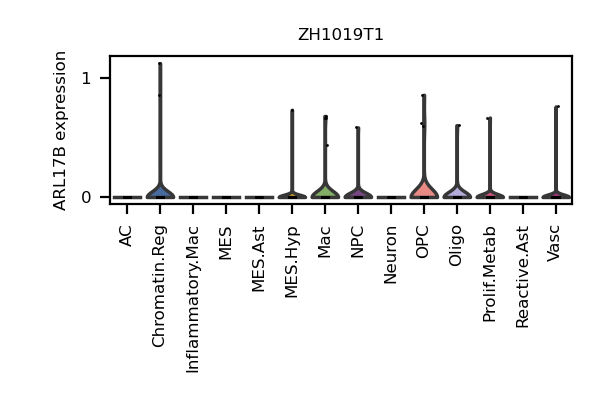 ZH1019T1
ARL17B expression
1
0
AC
Chromatin.Reg
Inflammatory.Mac
MES
MES.Ast
MES.Hyp
Mac
NPC
Neuron
OPC
Oligo
Prolif.Metab
Reactive.Ast
Vasc